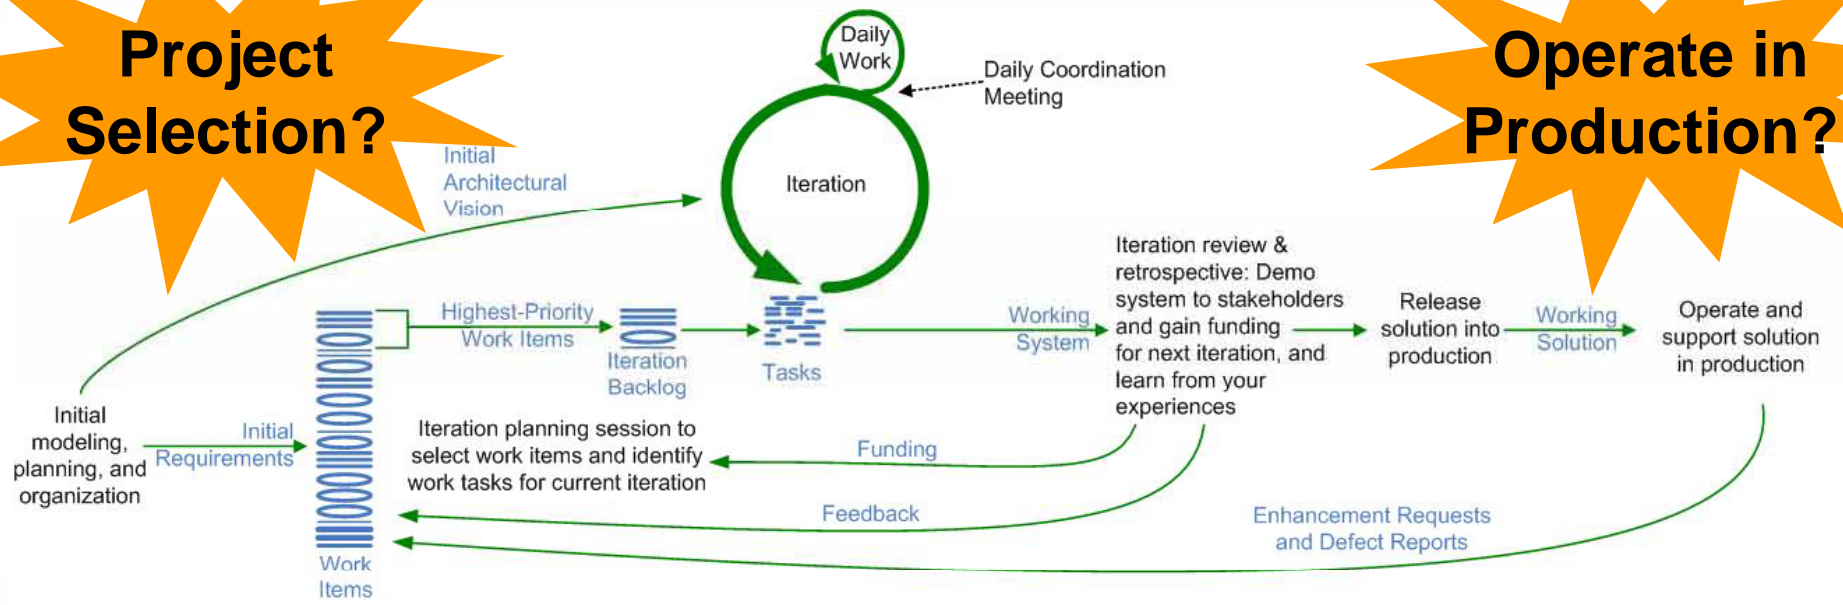 Project
Selection?
Daily
Work
Daily Coordination
Meeting
Operate in
Production?
Initial
Architectural
Vision
Iteration
Highest-Priority
Work Items
Iteration
Backlog
Tasks
Working
System
Iteration review &
retrospective: Demo
system to stakeholders
and gain funding
for next iteration, and
learn from your
experiences
Release
solution into
production
Working
Solution
Operate and
support solution
in production
Initial
modeling,
planning, and
organization
Initial
Requirements
Iteration planning session to
select work items and identify
work tasks for current iteration
Funding
Feedback
Enhancement Requests
and Defect Reports
Work
Items